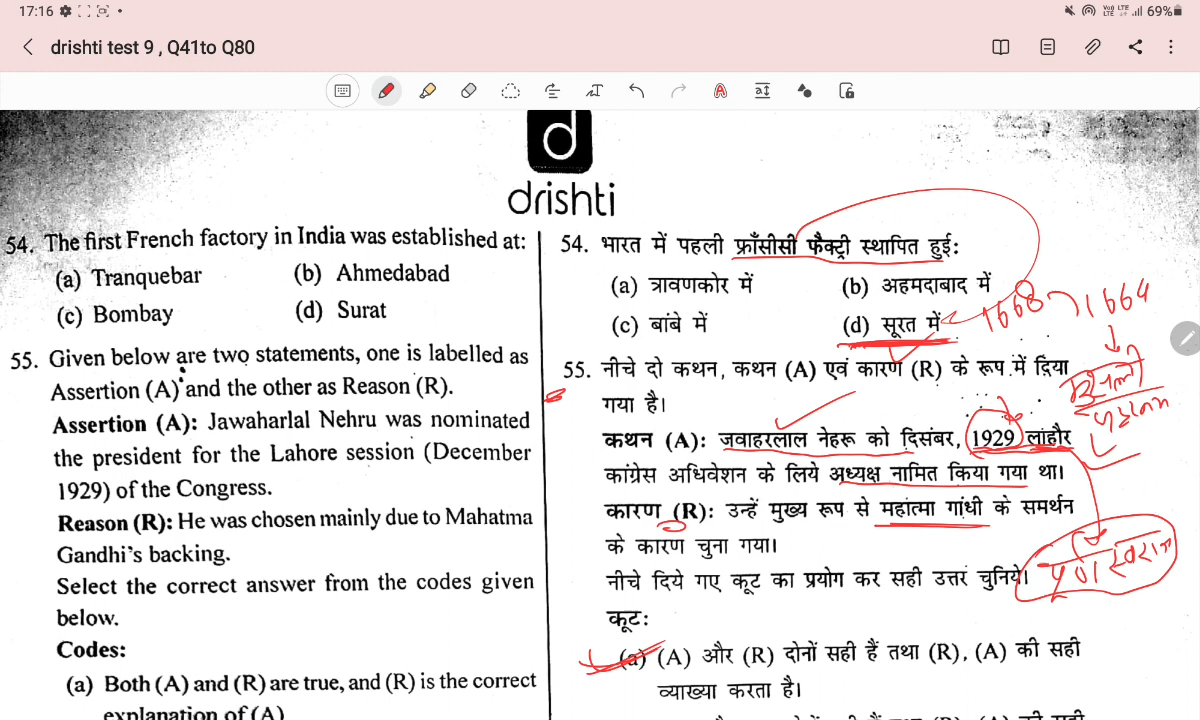 17:16
69%
drishti test 9 , Q41to Q80
drishti
54. The first French factory in India was established at:
(a) Tranquebar (b) Ahmedabad
(c) Bombay (d) Surat
55. Given below are two statements, one is labelled as
Assertion (A) and the other as Reason (R).
Assertion (A): Jawaharlal Nehru was nominated
the president for the Lahore session (December
1929) of the Congress.
Reason (R): He was chosen mainly due to Mahatma
Gandhi's backing.
Select the correct answer from the codes given
below.
Codes:
(a) Both (A) and (R) are true, and (R) is the correct
explanation of (A)
54. भारत में पहली फ्राँसीसी फैक्ट्री स्थापित हुई:
(a) त्रावणकोर में (b) अहमदाबाद में
(c) बांबे में (d) सूरत में
1668 1664
55. नीचे दो कथन, कथन (A) एवं कारण (R) के रूप में दिया
गया है।
कथन (A): जवाहरलाल नेहरू को दिसंबर, 1929 लाहौर
कांग्रेस अधिवेशन के लिये अध्यक्ष नामित किया गया था।
कारण (R): उन्हें मुख्य रूप से महात्मा गांधी के समर्थन
के कारण चुना गया।
नीचे दिये गए कूट का प्रयोग कर सही उत्तर चुनिये।
पूर्ण स्वराज
कूट:
(a) (A) और (R) दोनों सही हैं तथा (R), (A) की सही
व्याख्या करता है।